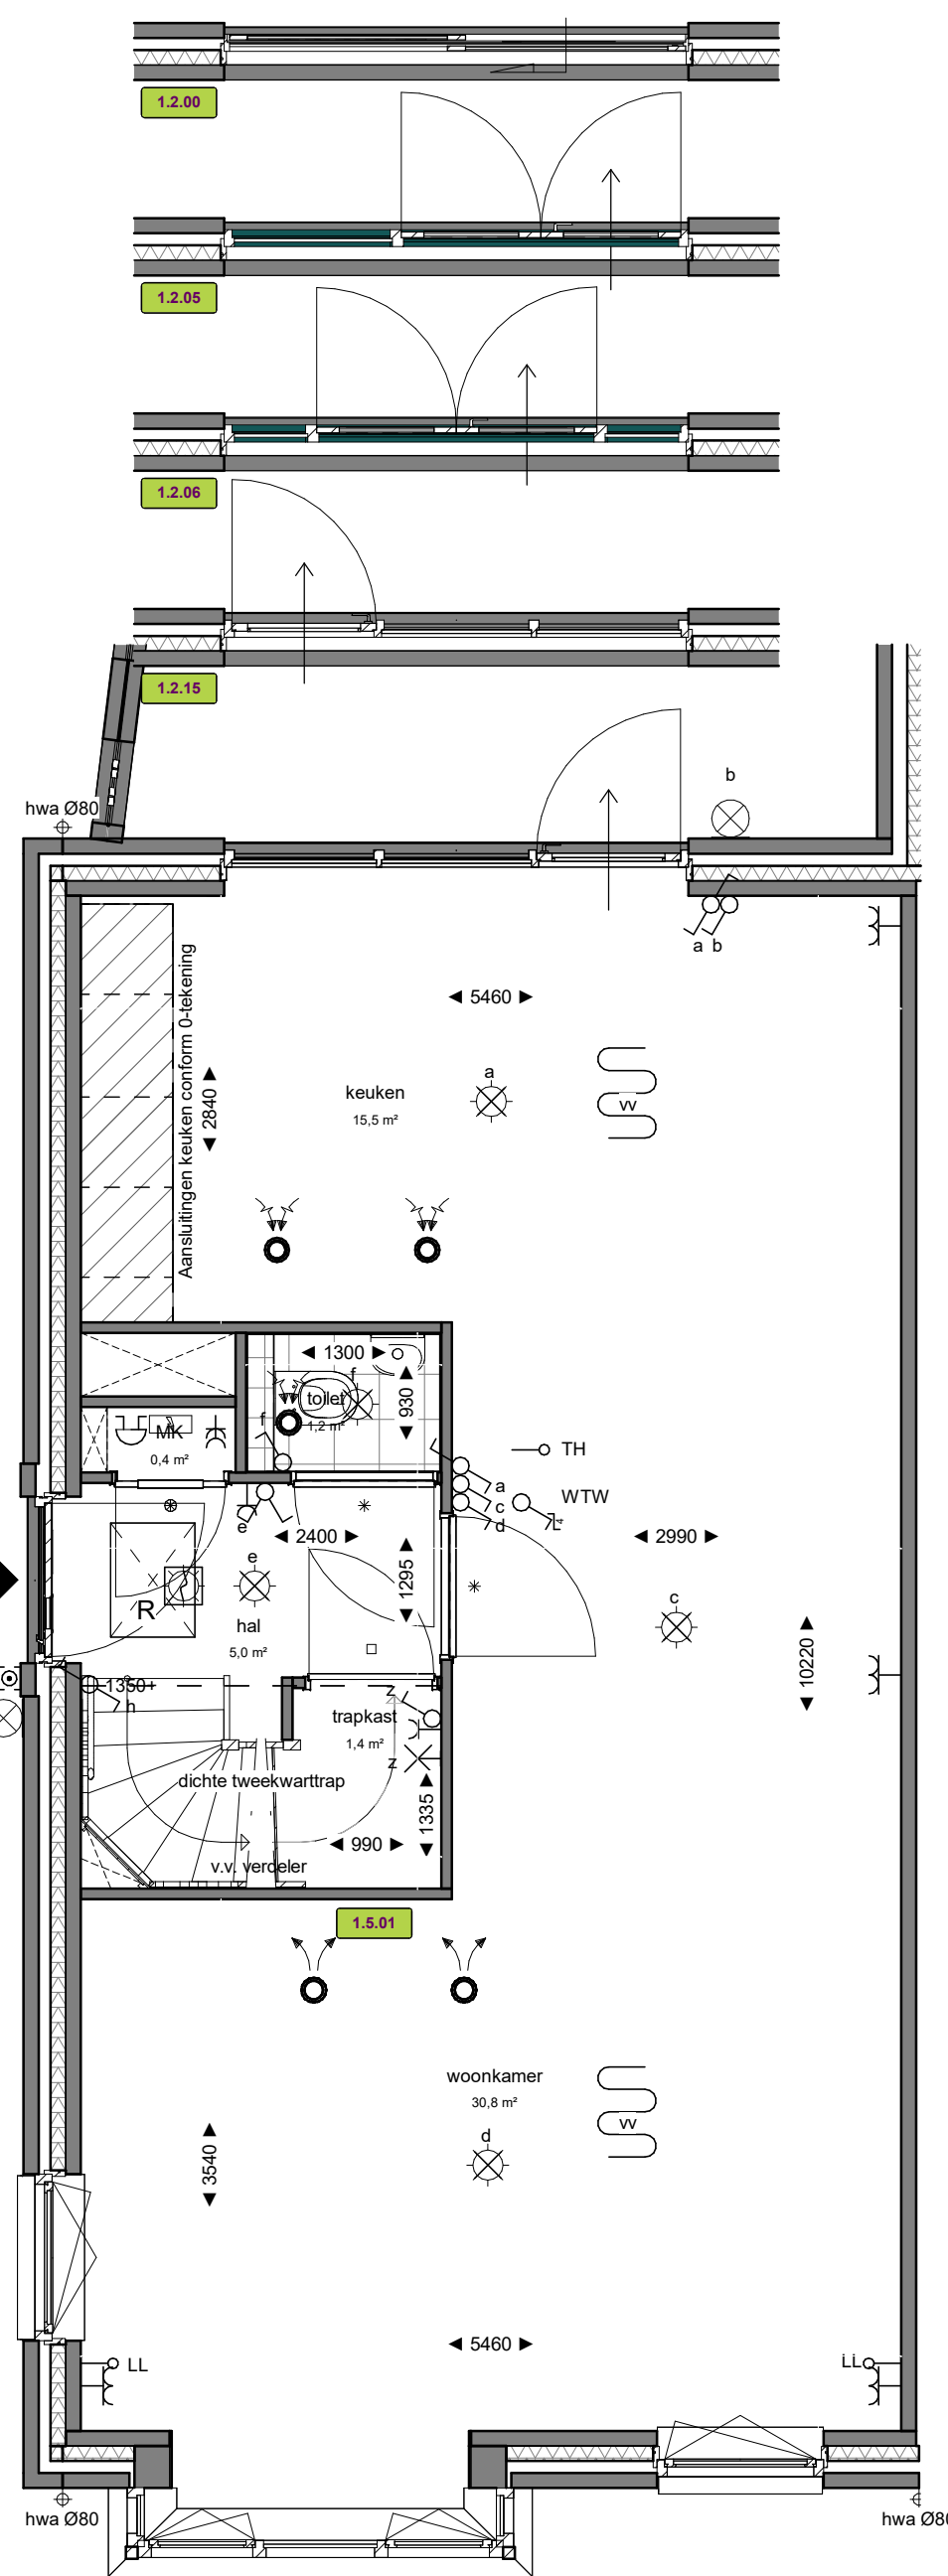 1.2.00
1.2.05
1.2.06
1.2.15
hwa Ø80
b
a b
5460
Aansluitingen keuken conform 0-tekening
2840
keuken
15,5 m²
a
vv
1300
f
toilet
1,2 m²
930
f
MK
0,4 m²
TH
WTW
a
c
d
e
2400
2990
1295
e
hal
5,0 m²
R
c
10220
1350+
h
z
trapkast
1,4 m²
z
dichte tweekwarttrap
1335
990
v.v. verdeler
1.5.01
woonkamer
30,8 m²
vv
d
3540
5460
LL
LL
hwa Ø80
hwa Ø80